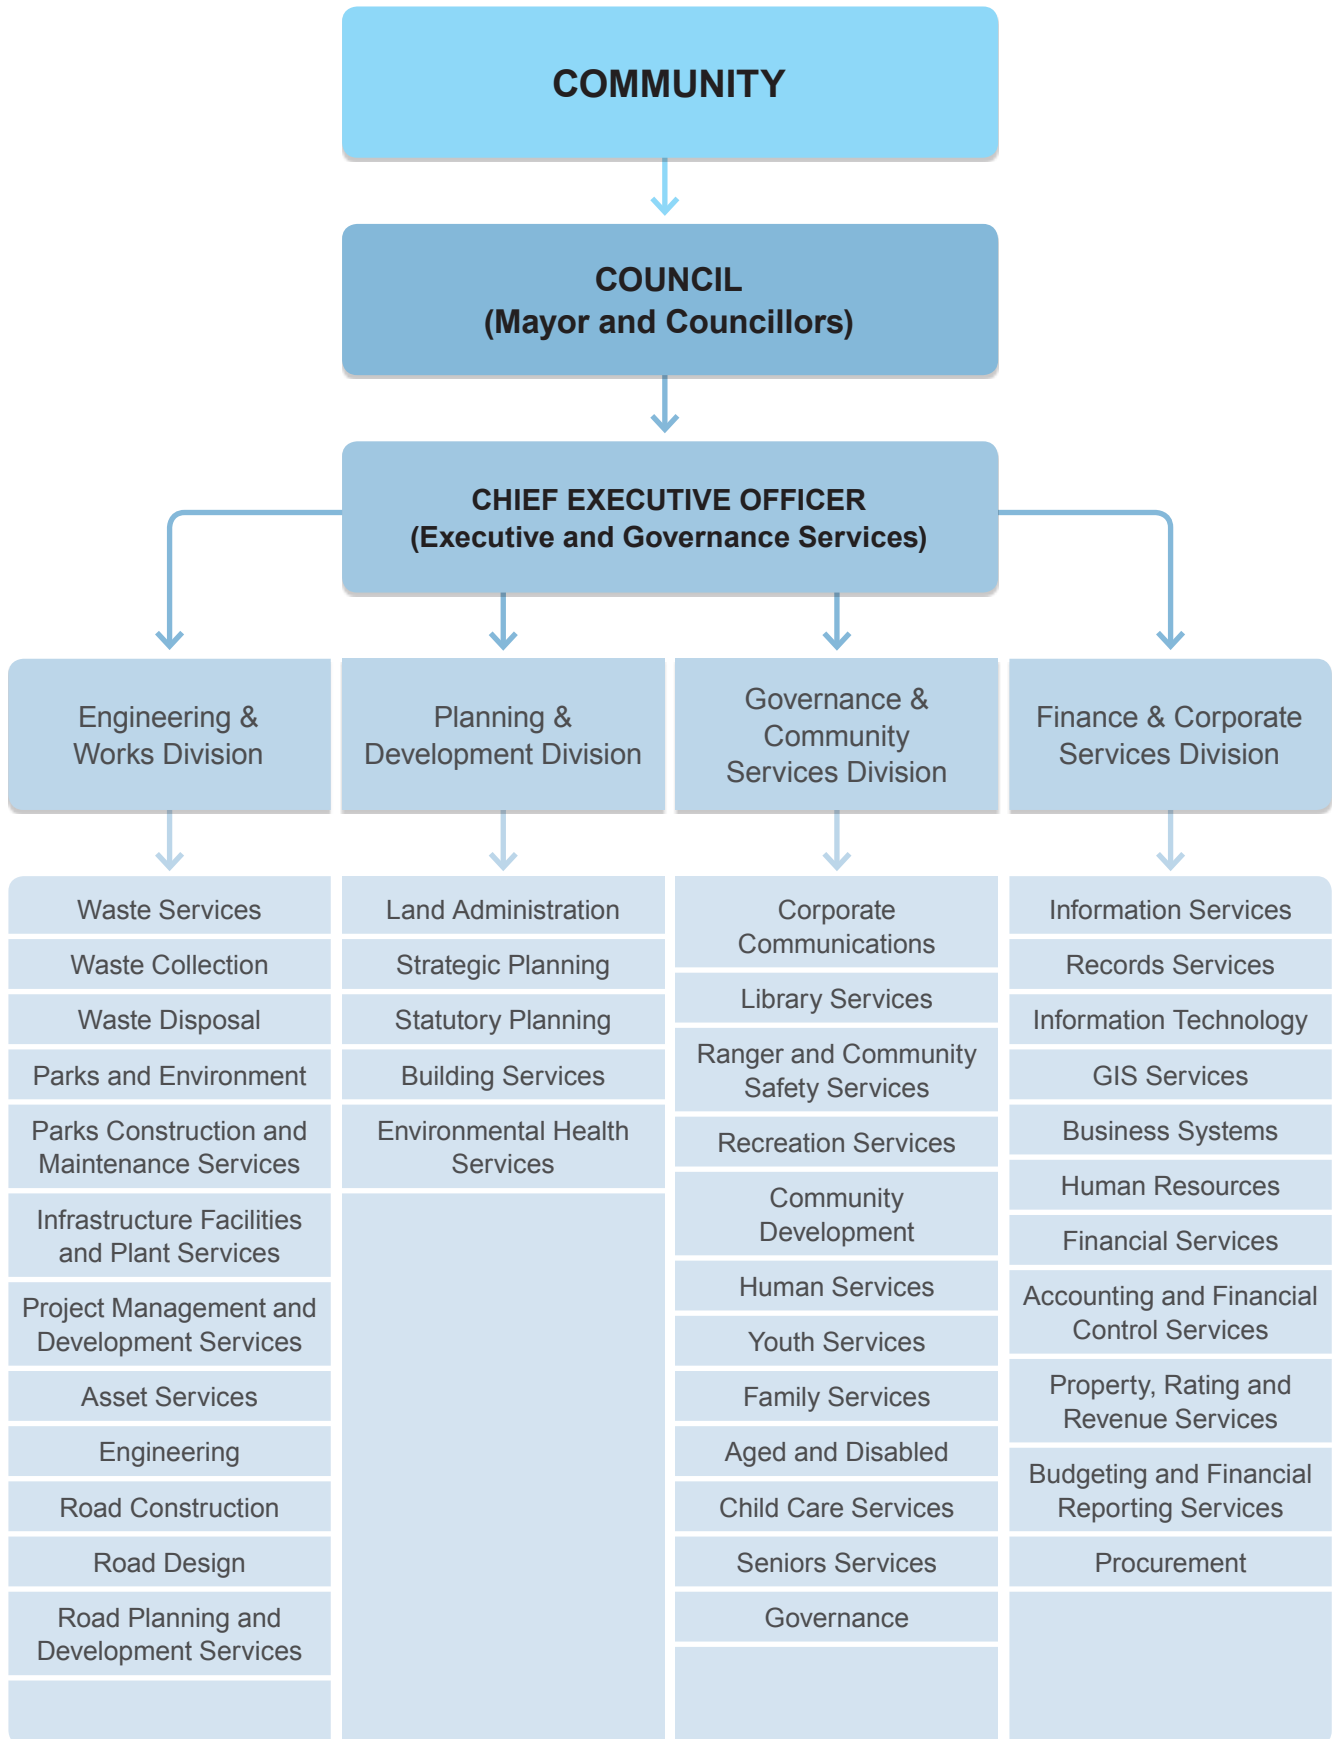 COMMUNITY
COUNCIL
(Mayor and Councillors)
CHIEF EXECUTIVE OFFICER
(Executive and Governance Services)
Engineering &
Works Division
Planning &
Development Division
Governance &
Community
Services Division
Finance & Corporate
Services Division
Waste Services
Waste Collection
Waste Disposal
Parks and Environment
Parks Construction and
Maintenance Services
Infrastructure Facilities
and Plant Services
Project Management and
Development Services
Asset Services
Engineering
Road Construction
Road Design
Road Planning and
Development Services
Land Administration
Strategic Planning
Statutory Planning
Building Services
Environmental Health
Services
Corporate
Communications
Library Services
Ranger and Community
Safety Services
Recreation Services
Community
Development
Human Services
Youth Services
Family Services
Aged and Disabled
Child Care Services
Seniors Services
Governance
Information Services
Records Services
Information Technology
GIS Services
Business Systems
Human Resources
Financial Services
Accounting and Financial
Control Services
Property, Rating and
Revenue Services
Budgeting and Financial
Reporting Services
Procurement